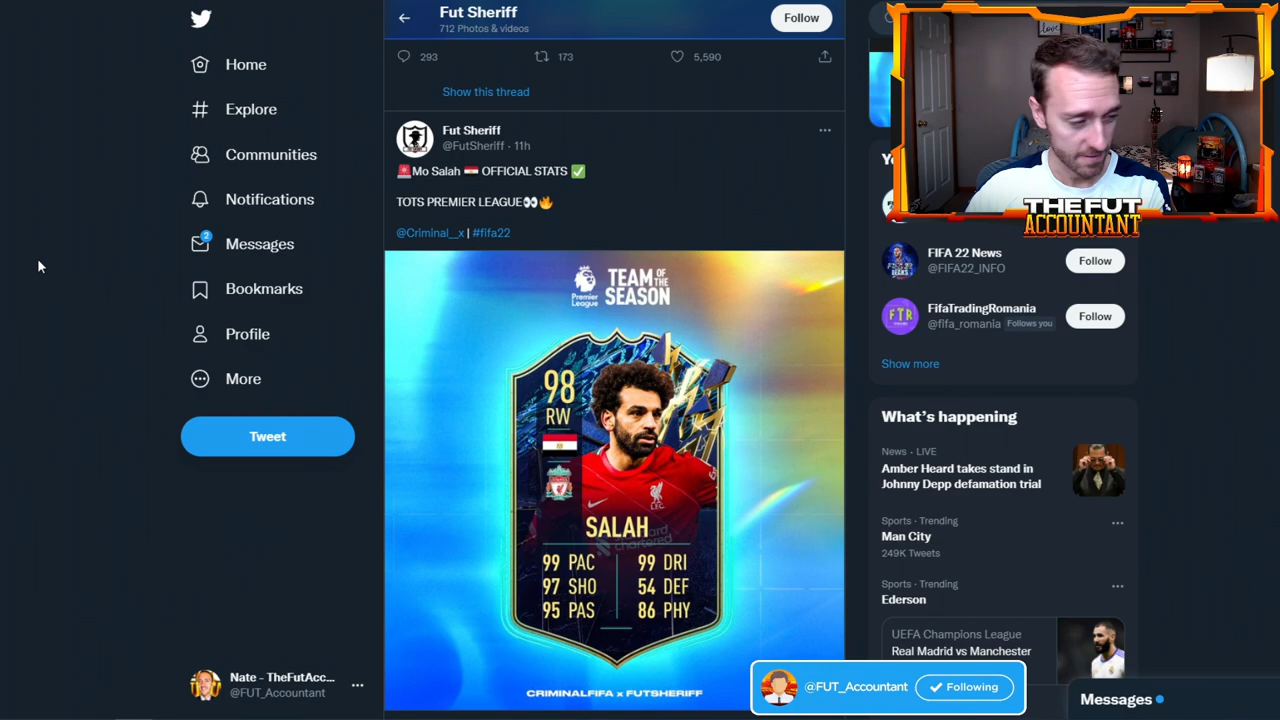 Home
Explore
Communities
Notifications
2
Messages
Bookmarks
Profile
More
Tweet
Nate - TheFutAcc...
@FUT_Accountant
Fut Sheriff
712 Photos & videos
Follow
293
173
5,590
Show this thread
Fut Sheriff
@FutSheriff · 11h
🚨Mo Salah 🇪🇬 OFFICIAL STATS ✅
TOTS PREMIER LEAGUE👀🔥
@Criminal__x | #fifa22
Premier League
TEAM OF THE SEASON
98
RW
SALAH
99 PAC
97 SHO
95 PAS
99 DRI
54 DEF
86 PHY
CRIMINALFIFA x FUTSHERIFF
THE FUT
ACCOUNTANT
FIFA 22 News
@FIFA22_INFO
Follow
FifaTradingRomania
@fifa_romania Follows you
Follow
Show more
What's happening
News · LIVE
Amber Heard takes stand in
Johnny Depp defamation trial
Sports · Trending
Man City
249K Tweets
Sports · Trending
Ederson
UEFA Champions League
Real Madrid vs Manchester
@FUT_Accountant
Following
Messages